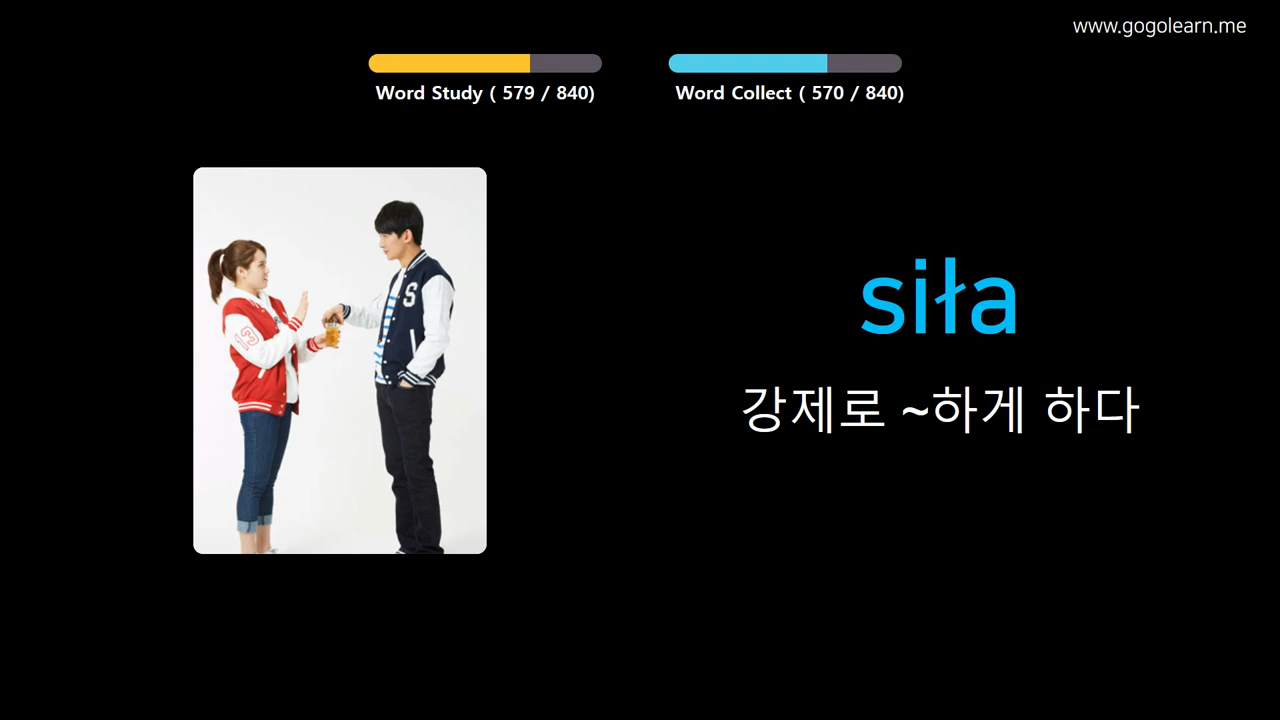 www.gogolearn.me
Word Study ( 579 / 840)
Word Collect ( 570 / 840)
S
13
siła
강제로 ~하게 하다